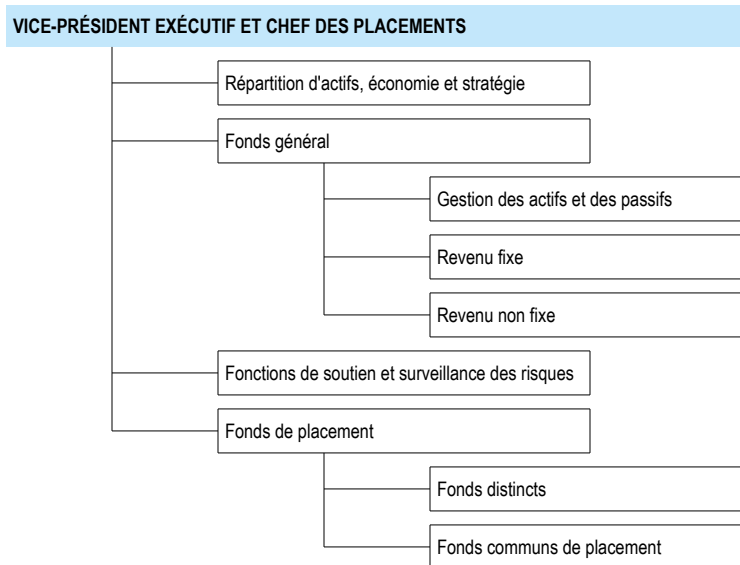 VICE-PRÉSIDENT EXÉCUTIF ET CHEF DES PLACEMENTS
Répartition d'actifs, économie et stratégie
Fonds général
Gestion des actifs et des passifs
Revenu fixe
Revenu non fixe
Fonctions de soutien et surveillance des risques
Fonds de placement
Fonds distincts
Fonds communs de placement